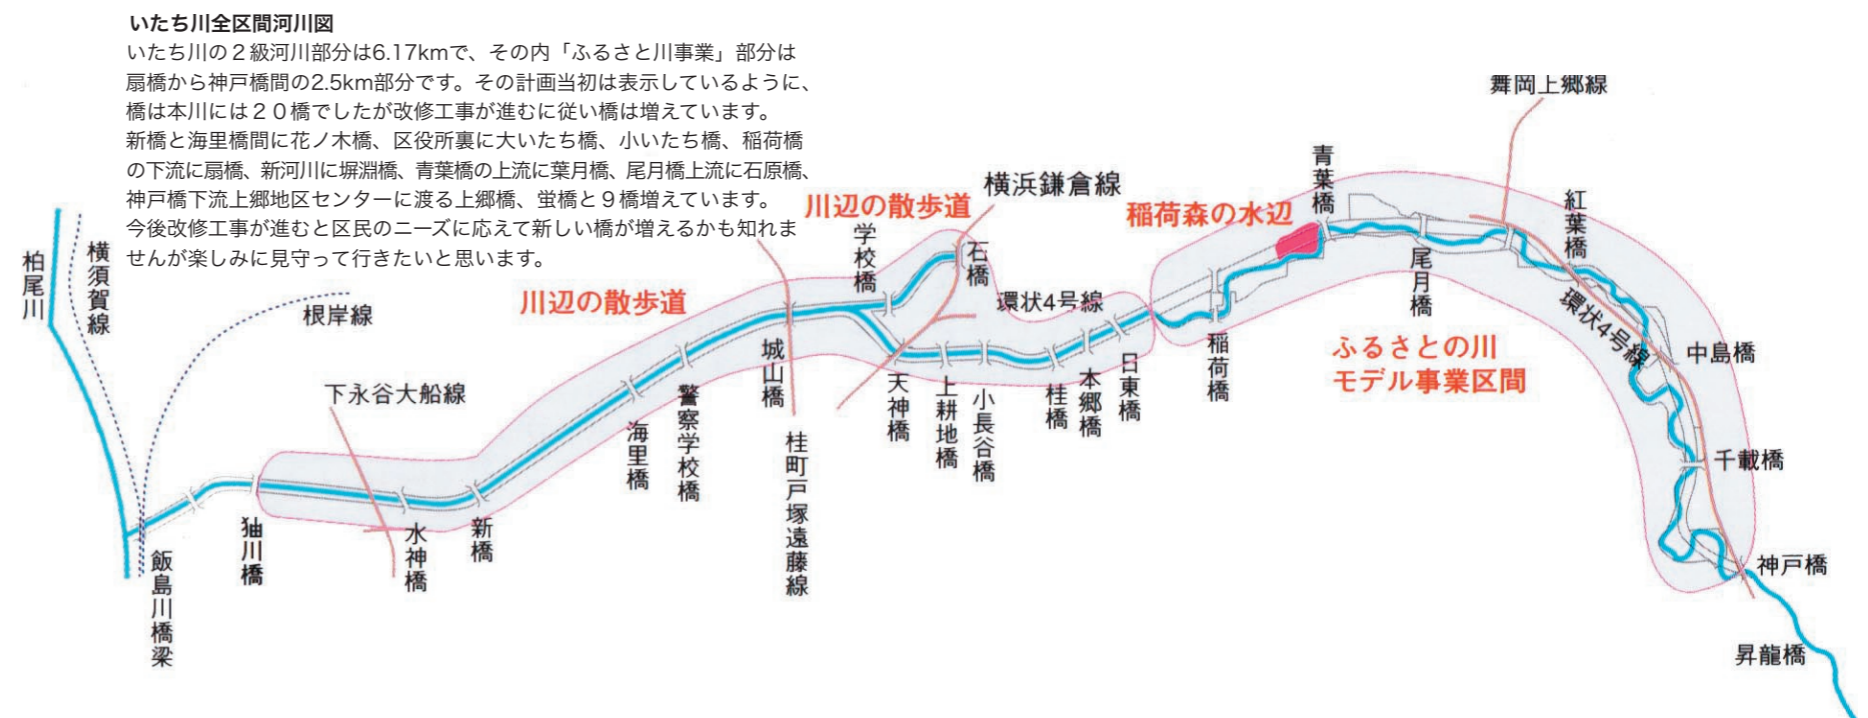 いたち川全区間河川図
いたち川の２級河川部分は6.17kmで、その内「ふるさと川事業」部分は
扇橋から神戸橋間の2.5km部分です。その計画当初は表示しているように、
橋は本川には２０橋でしたが改修工事が進むに従い橋は増えています。
新橋と海里橋間に花ノ木橋、区役所裏に大いたち橋、小いたち橋、稲荷橋
の下流に扇橋、新河川に塀淵橋、青葉橋の上流に葉月橋、尾月橋上流に石原橋、
神戸橋下流上郷地区センターに渡る上郷橋、蛍橋と９橋増えています。
今後改修工事が進むと区民のニーズに応えて新しい橋が増えるかも知れま
せんが楽しみに見守って行きたいと思います。
柏尾川
横須賀線
根岸線
飯島川橋梁
㹨川橋
下永谷大船線
水神橋
新橋
川辺の散歩道
海里橋
警察学校橋
城山橋
桂町戸塚遠藤線
川辺の散歩道
学校橋
横浜鎌倉線
石橋
環状4号線
天神橋
上耕地橋
小長谷橋
桂橋
本郷橋
日東橋
稲荷森の水辺
稲荷橋
青葉橋
尾月橋
舞岡上郷線
紅葉橋
環状4号線
ふるさとの川
モデル事業区間
中島橋
千載橋
神戸橋
昇龍橋